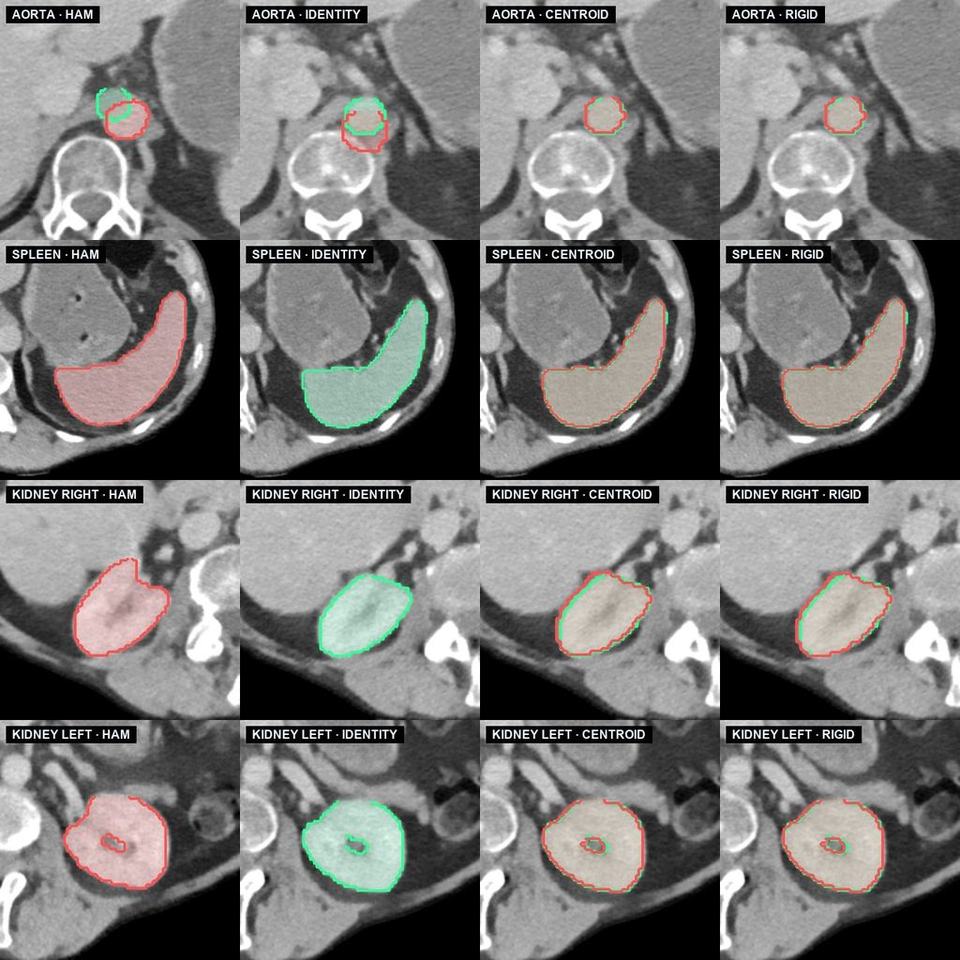 AORTA · HAM
AORTA · IDENTITY
AORTA · CENTROID
AORTA · RIGID
SPLEEN · HAM
SPLEEN · IDENTITY
SPLEEN · CENTROID
SPLEEN · RIGID
KIDNEY RIGHT · HAM
KIDNEY RIGHT · IDENTITY
KIDNEY RIGHT · CENTROID
KIDNEY RIGHT · RIGID
KIDNEY LEFT · HAM
KIDNEY LEFT · IDENTITY
KIDNEY LEFT · CENTROID
KIDNEY LEFT · RIGID